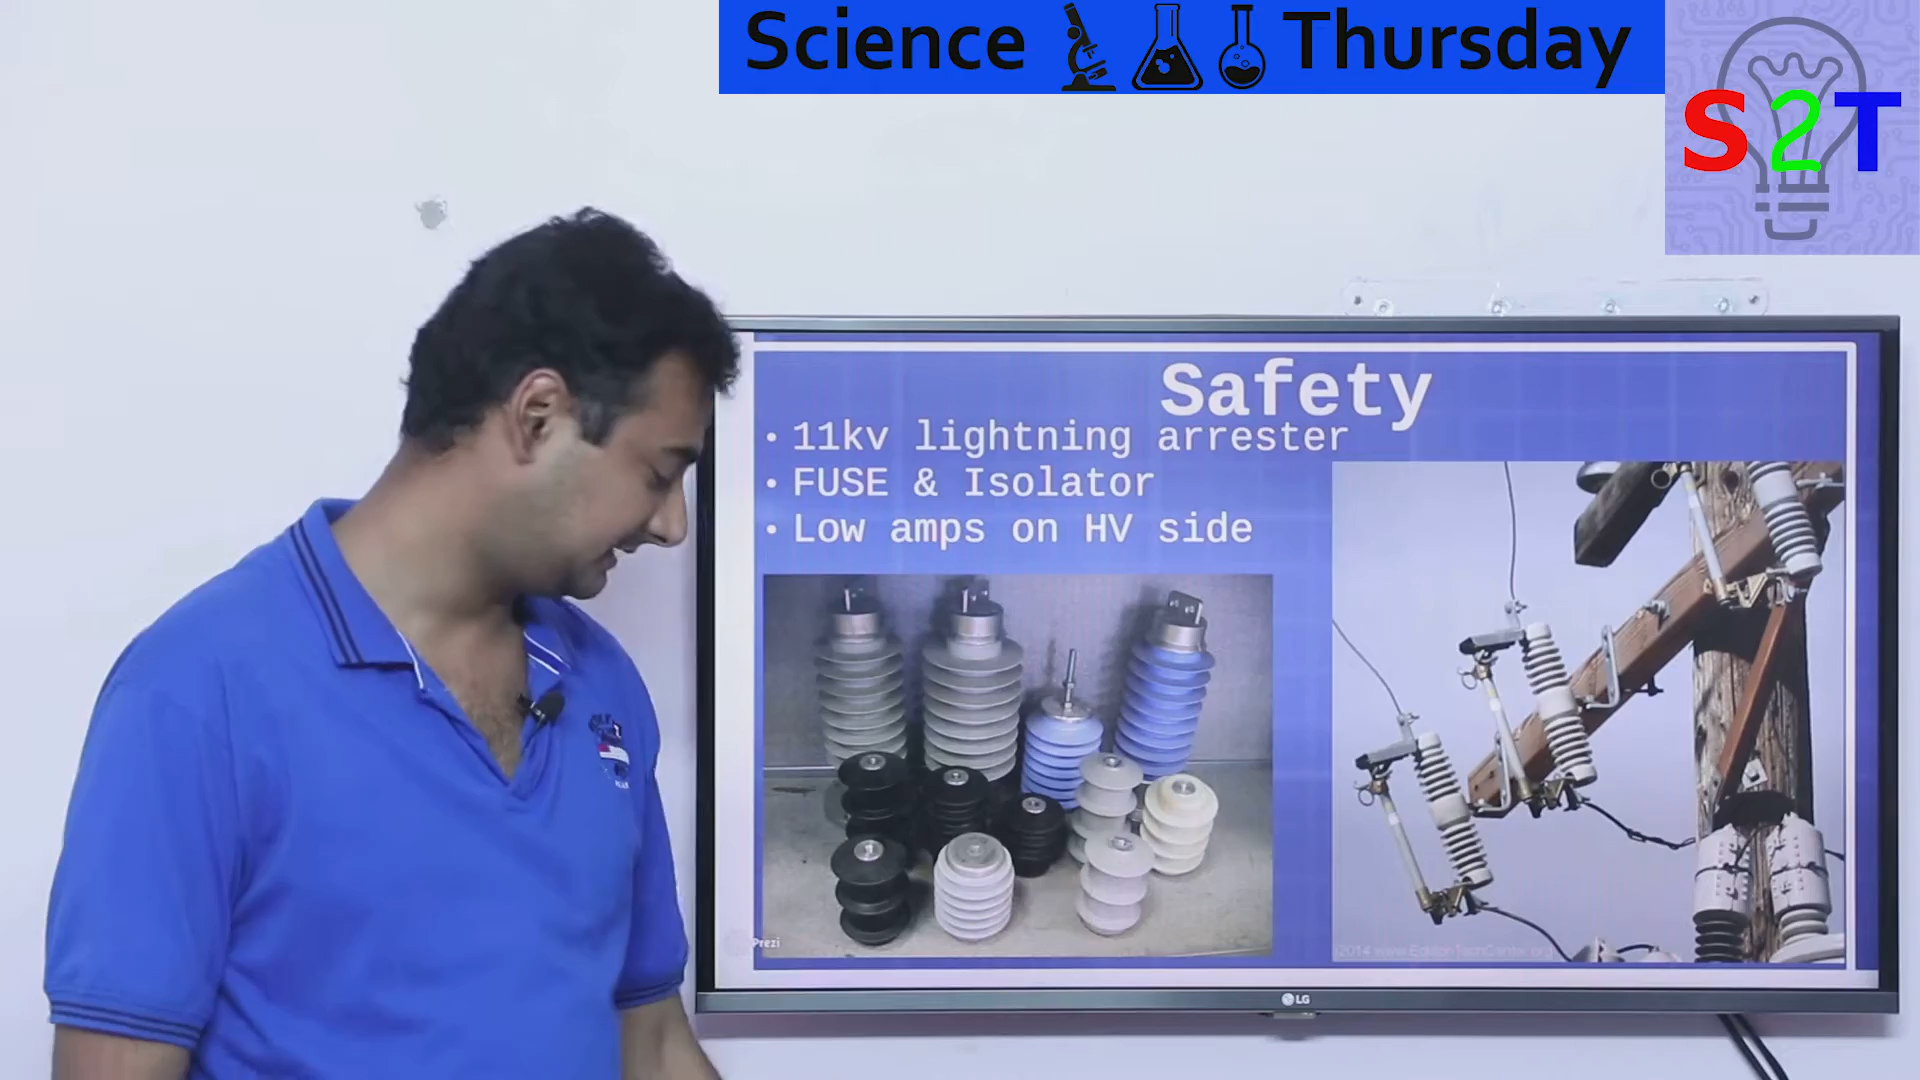 Science Thursday
S2T
Safety
• 11kv lightning arrester
• FUSE & Isolator
• Low amps on HV side
Prezi
LG